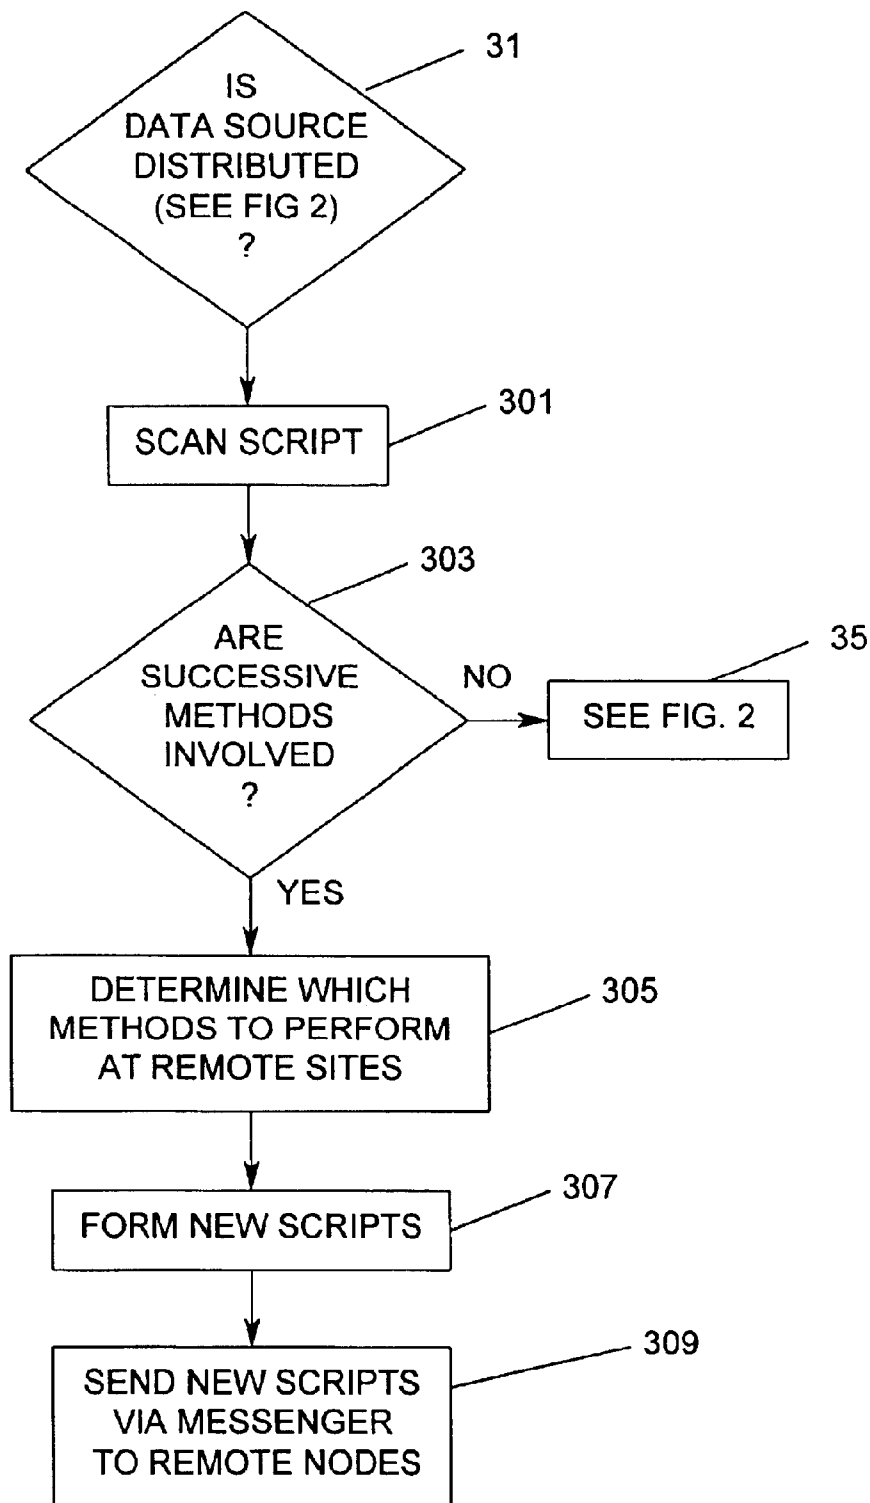 31
IS
DATA SOURCE
DISTRIBUTED
(SEE FIG 2)
?
301
SCAN SCRIPT
303
ARE
SUCCESSIVE
METHODS
INVOLVED
?
NO
35
SEE FIG. 2
YES
DETERMINE WHICH
METHODS TO PERFORM
AT REMOTE SITES
305
307
FORM NEW SCRIPTS
309
SEND NEW SCRIPTS
VIA MESSENGER
TO REMOTE NODES